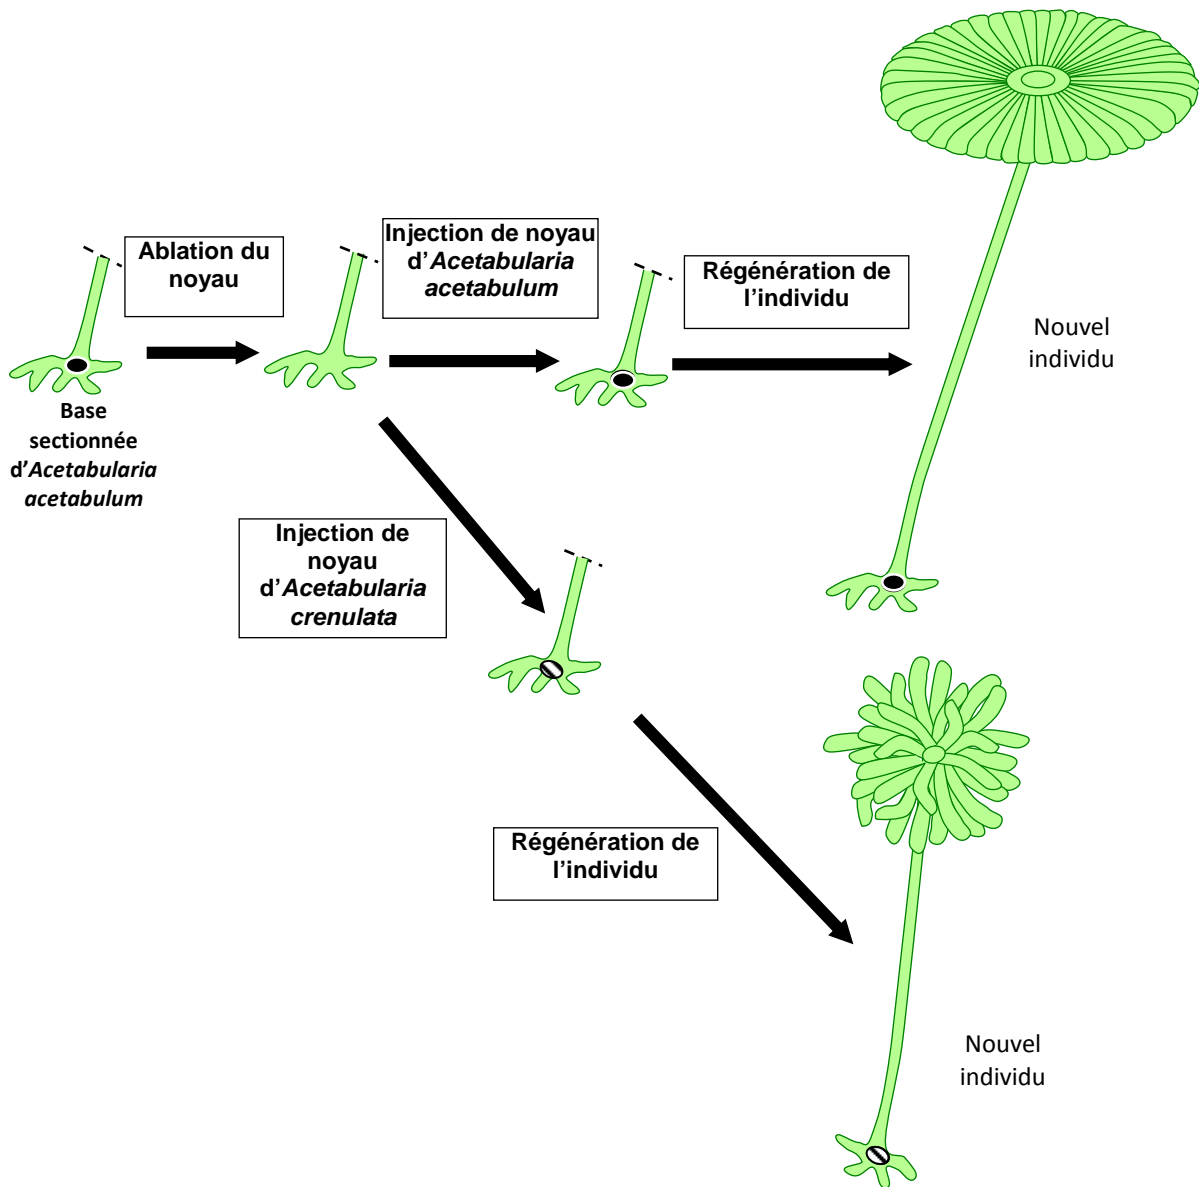 Ablation du
noyau
Injection de noyau
d'Acetabularia
acetabulum
Régénération de
l'individu
Nouvel
individu
Base
sectionnée
d'Acetabularia
acetabulum
Injection de
noyau
d'Acetabularia
crenulata
Régénération de
l'individu
Nouvel
individu